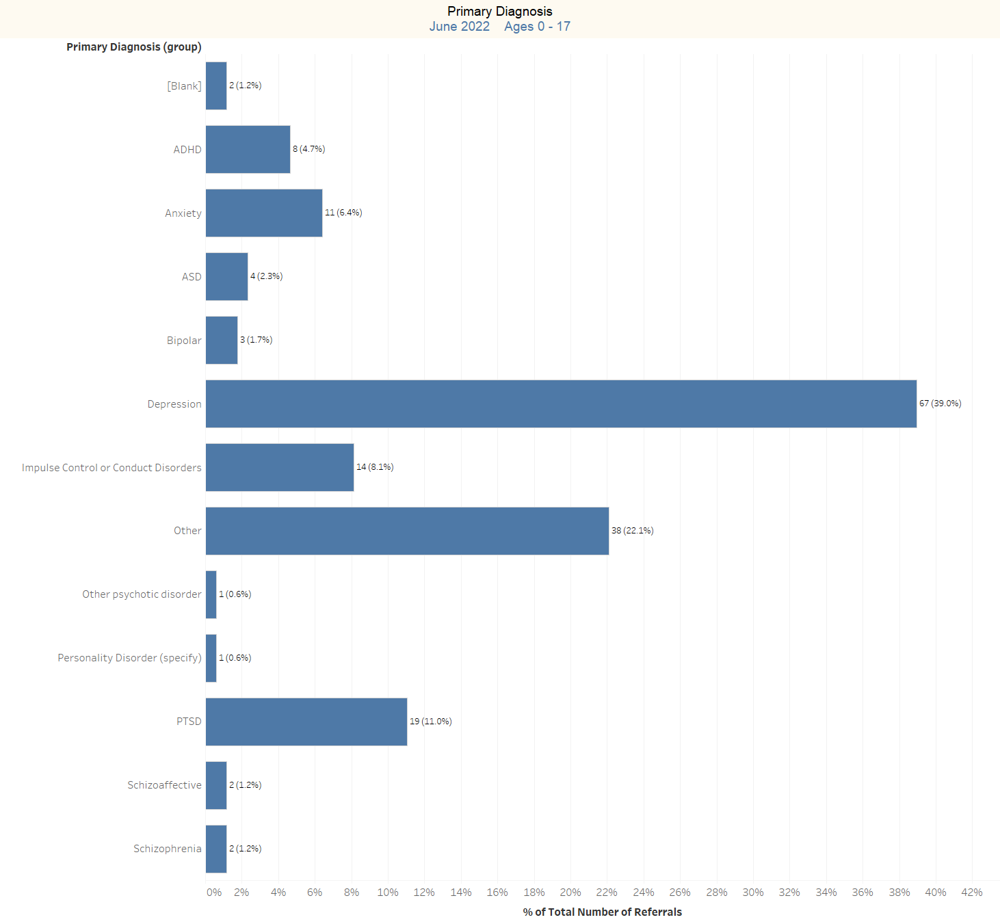 Primary Diagnosis
June 2022 Ages 0 - 17
Primary Diagnosis (group)
[Blank] 2 (1.2%)
ADHD 8 (4.7%)
Anxiety 11 (6.4%)
ASD 4 (2.3%)
Bipolar 3 (1.7%)
Depression 67 (39.0%)
Impulse Control or Conduct Disorders 14 (8.1%)
Other 38 (22.1%)
Other psychotic disorder 1 (0.6%)
Personality Disorder (specify) 1 (0.6%)
PTSD 19 (11.0%)
Schizoaffective 2 (1.2%)
Schizophrenia 2 (1.2%)
0% 2% 4% 6% 8% 10% 12% 14% 16% 18% 20% 22% 24% 26% 28% 30% 32% 34% 36% 38% 40% 42%
% of Total Number of Referrals